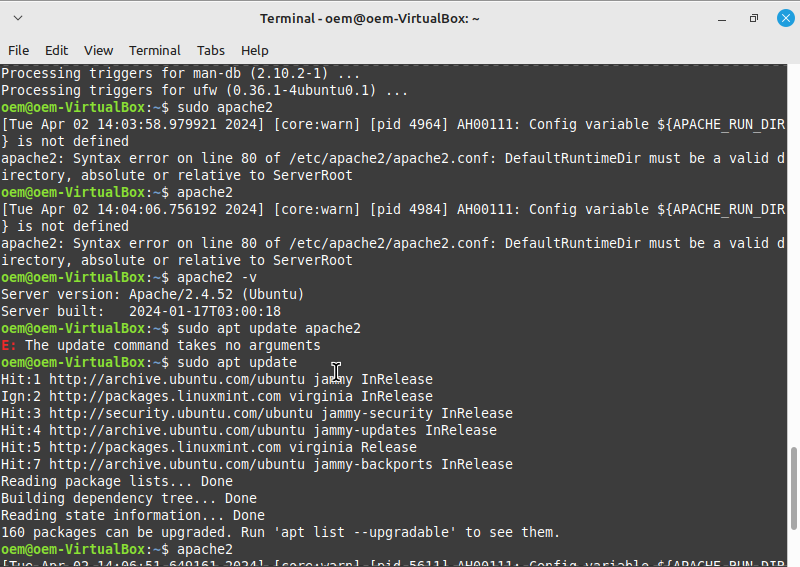 Terminal - oem@oem-VirtualBox: ~
File Edit View Terminal Tabs Help
Processing triggers for man-db (2.10.2-1) ...
Processing triggers for ufw (0.36.1-4ubuntu0.1) ...
oem@oem-VirtualBox:~$ sudo apache2
[Tue Apr 02 14:03:58.979921 2024] [core:warn] [pid 4964] AH00111: Config variable ${APACHE_RUN_DIR
} is not defined
apache2: Syntax error on line 80 of /etc/apache2/apache2.conf: DefaultRuntimeDir must be a valid d
irectory, absolute or relative to ServerRoot
oem@oem-VirtualBox:~$ apache2
[Tue Apr 02 14:04:06.756192 2024] [core:warn] [pid 4984] AH00111: Config variable ${APACHE_RUN_DIR
} is not defined
apache2: Syntax error on line 80 of /etc/apache2/apache2.conf: DefaultRuntimeDir must be a valid d
irectory, absolute or relative to ServerRoot
oem@oem-VirtualBox:~$ apache2 -v
Server version: Apache/2.4.52 (Ubuntu)
Server built:   2024-01-17T03:00:18
oem@oem-VirtualBox:~$ sudo apt update apache2
E: The update command takes no arguments
oem@oem-VirtualBox:~$ sudo apt update
Hit:1 http://archive.ubuntu.com/ubuntu jammy InRelease
Ign:2 http://packages.linuxmint.com virginia InRelease
Hit:3 http://security.ubuntu.com/ubuntu jammy-security InRelease
Hit:4 http://archive.ubuntu.com/ubuntu jammy-updates InRelease
Hit:5 http://packages.linuxmint.com virginia Release
Hit:7 http://archive.ubuntu.com/ubuntu jammy-backports InRelease
Reading package lists... Done
Building dependency tree... Done
Reading state information... Done
160 packages can be upgraded. Run 'apt list --upgradable' to see them.
oem@oem-VirtualBox:~$ apache2
[Tue Apr 02 14:06:51.649161 2024] [core:warn] [pid 5611] AH00111: Config variable ${APACHE_RUN_DIR